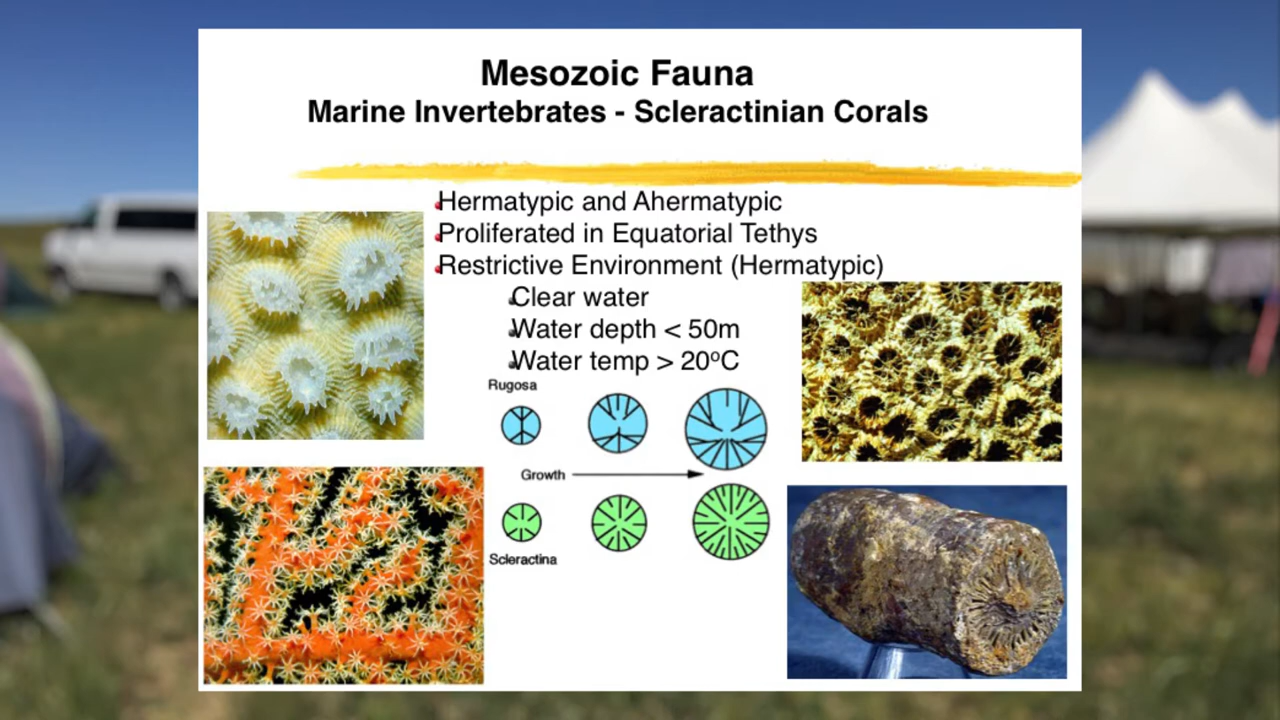 Mesozoic Fauna
Marine Invertebrates - Scleractinian Corals
Hermatypic and Ahermatypic
Proliferated in Equatorial Tethys
Restrictive Environment (Hermatypic)
Clear water
Water depth < 50m
Water temp > 20ºC
Rugosa
Growth
Scleractina